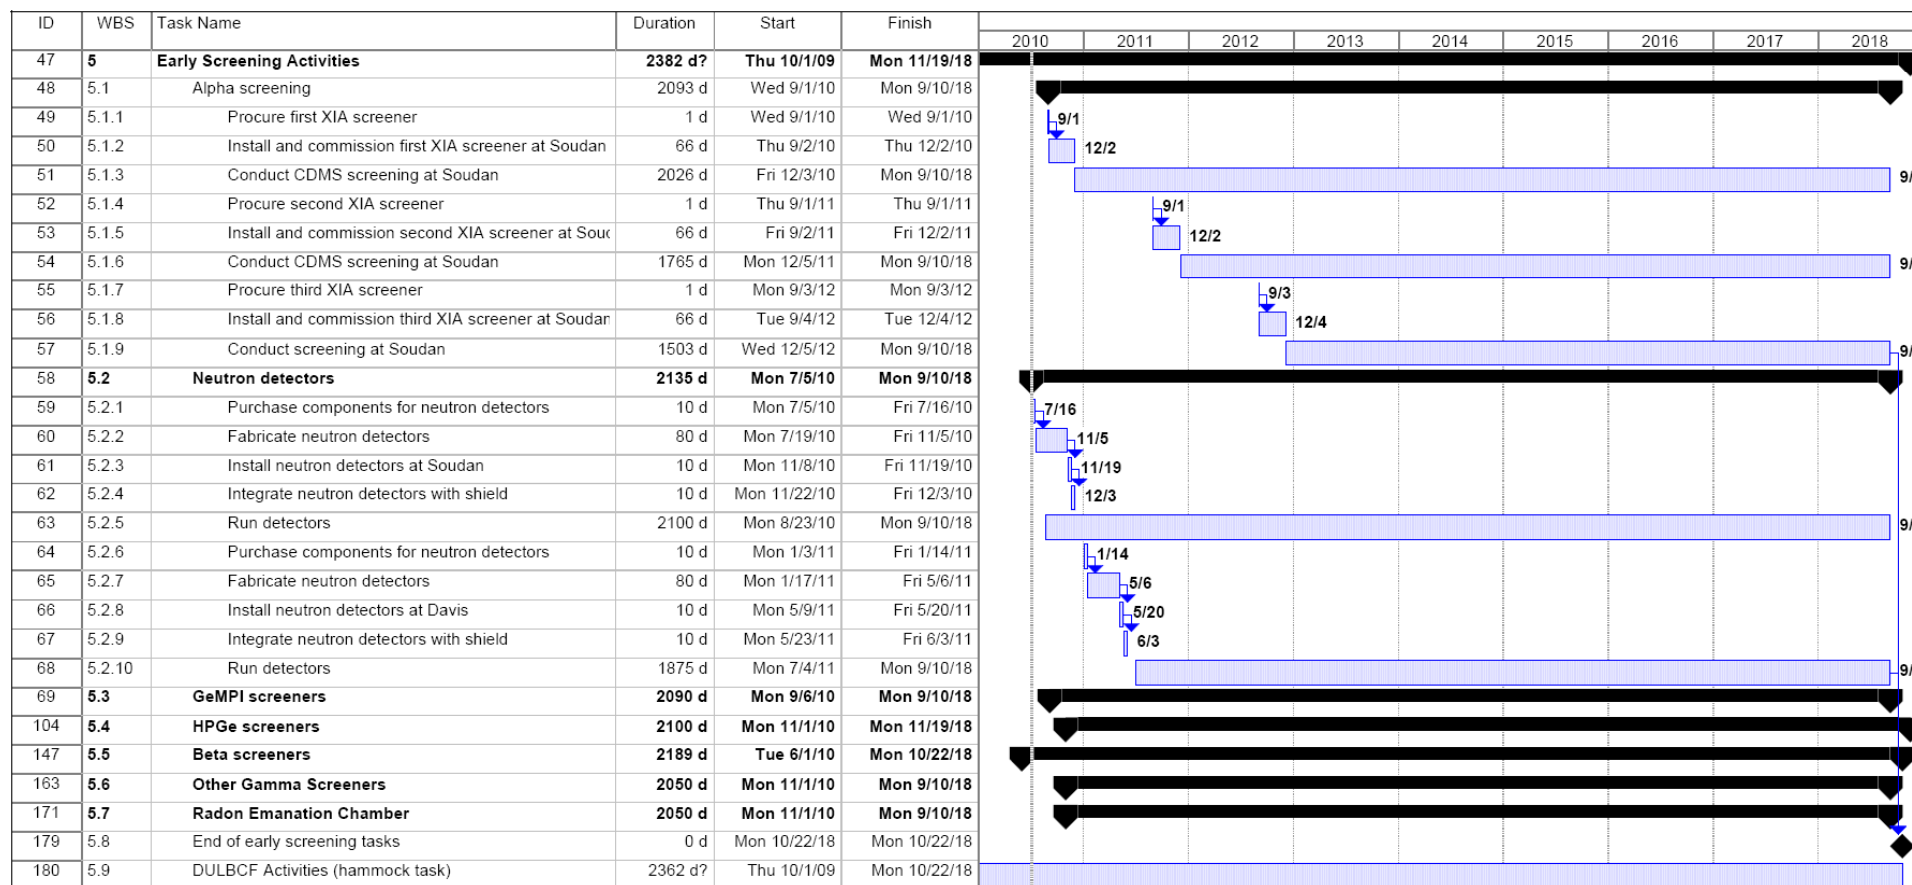 ID WBS Task Name Duration Start Finish
2010 2011 2012 2013 2014 2015 2016 2017 2018
47 5 Early Screening Activities 2382 d? Thu 10/1/09 Mon 11/19/18
48 5.1 Alpha screening 2093 d Wed 9/1/10 Mon 9/10/18
49 5.1.1 Procure first XIA screener 1 d Wed 9/1/10 Wed 9/1/10 9/1
50 5.1.2 Install and commission first XIA screener at Soudan 66 d Thu 9/2/10 Thu 12/2/10 12/2
51 5.1.3 Conduct CDMS screening at Soudan 2026 d Fri 12/3/10 Mon 9/10/18 9/
52 5.1.4 Procure second XIA screener 1 d Thu 9/1/11 Thu 9/1/11 9/1
53 5.1.5 Install and commission second XIA screener at Souc 66 d Fri 9/2/11 Fri 12/2/11 12/2
54 5.1.6 Conduct CDMS screening at Soudan 1765 d Mon 12/5/11 Mon 9/10/18 9/
55 5.1.7 Procure third XIA screener 1 d Mon 9/3/12 Mon 9/3/12 9/3
56 5.1.8 Install and commission third XIA screener at Soudan 66 d Tue 9/4/12 Tue 12/4/12 12/4
57 5.1.9 Conduct screening at Soudan 1503 d Wed 12/5/12 Mon 9/10/18 9/
58 5.2 Neutron detectors 2135 d Mon 7/5/10 Mon 9/10/18
59 5.2.1 Purchase components for neutron detectors 10 d Mon 7/5/10 Fri 7/16/10 7/16
60 5.2.2 Fabricate neutron detectors 80 d Mon 7/19/10 Fri 11/5/10 11/5
61 5.2.3 Install neutron detectors at Soudan 10 d Mon 11/8/10 Fri 11/19/10 11/19
62 5.2.4 Integrate neutron detectors with shield 10 d Mon 11/22/10 Fri 12/3/10 12/3
63 5.2.5 Run detectors 2100 d Mon 8/23/10 Mon 9/10/18 9/
64 5.2.6 Purchase components for neutron detectors 10 d Mon 1/3/11 Fri 1/14/11 1/14
65 5.2.7 Fabricate neutron detectors 80 d Mon 1/17/11 Fri 5/6/11 5/6
66 5.2.8 Install neutron detectors at Davis 10 d Mon 5/9/11 Fri 5/20/11 5/20
67 5.2.9 Integrate neutron detectors with shield 10 d Mon 5/23/11 Fri 6/3/11 6/3
68 5.2.10 Run detectors 1875 d Mon 7/4/11 Mon 9/10/18 9/
69 5.3 GeMPI screeners 2090 d Mon 9/6/10 Mon 9/10/18
104 5.4 HPGe screeners 2100 d Mon 11/1/10 Mon 11/19/18
147 5.5 Beta screeners 2189 d Tue 6/1/10 Mon 10/22/18
163 5.6 Other Gamma Screeners 2050 d Mon 11/1/10 Mon 9/10/18
171 5.7 Radon Emanation Chamber 2050 d Mon 11/1/10 Mon 9/10/18
179 5.8 End of early screening tasks 0 d Mon 10/22/18 Mon 10/22/18
180 5.9 DULBCF Activities (hammock task) 2362 d? Thu 10/1/09 Mon 10/22/18